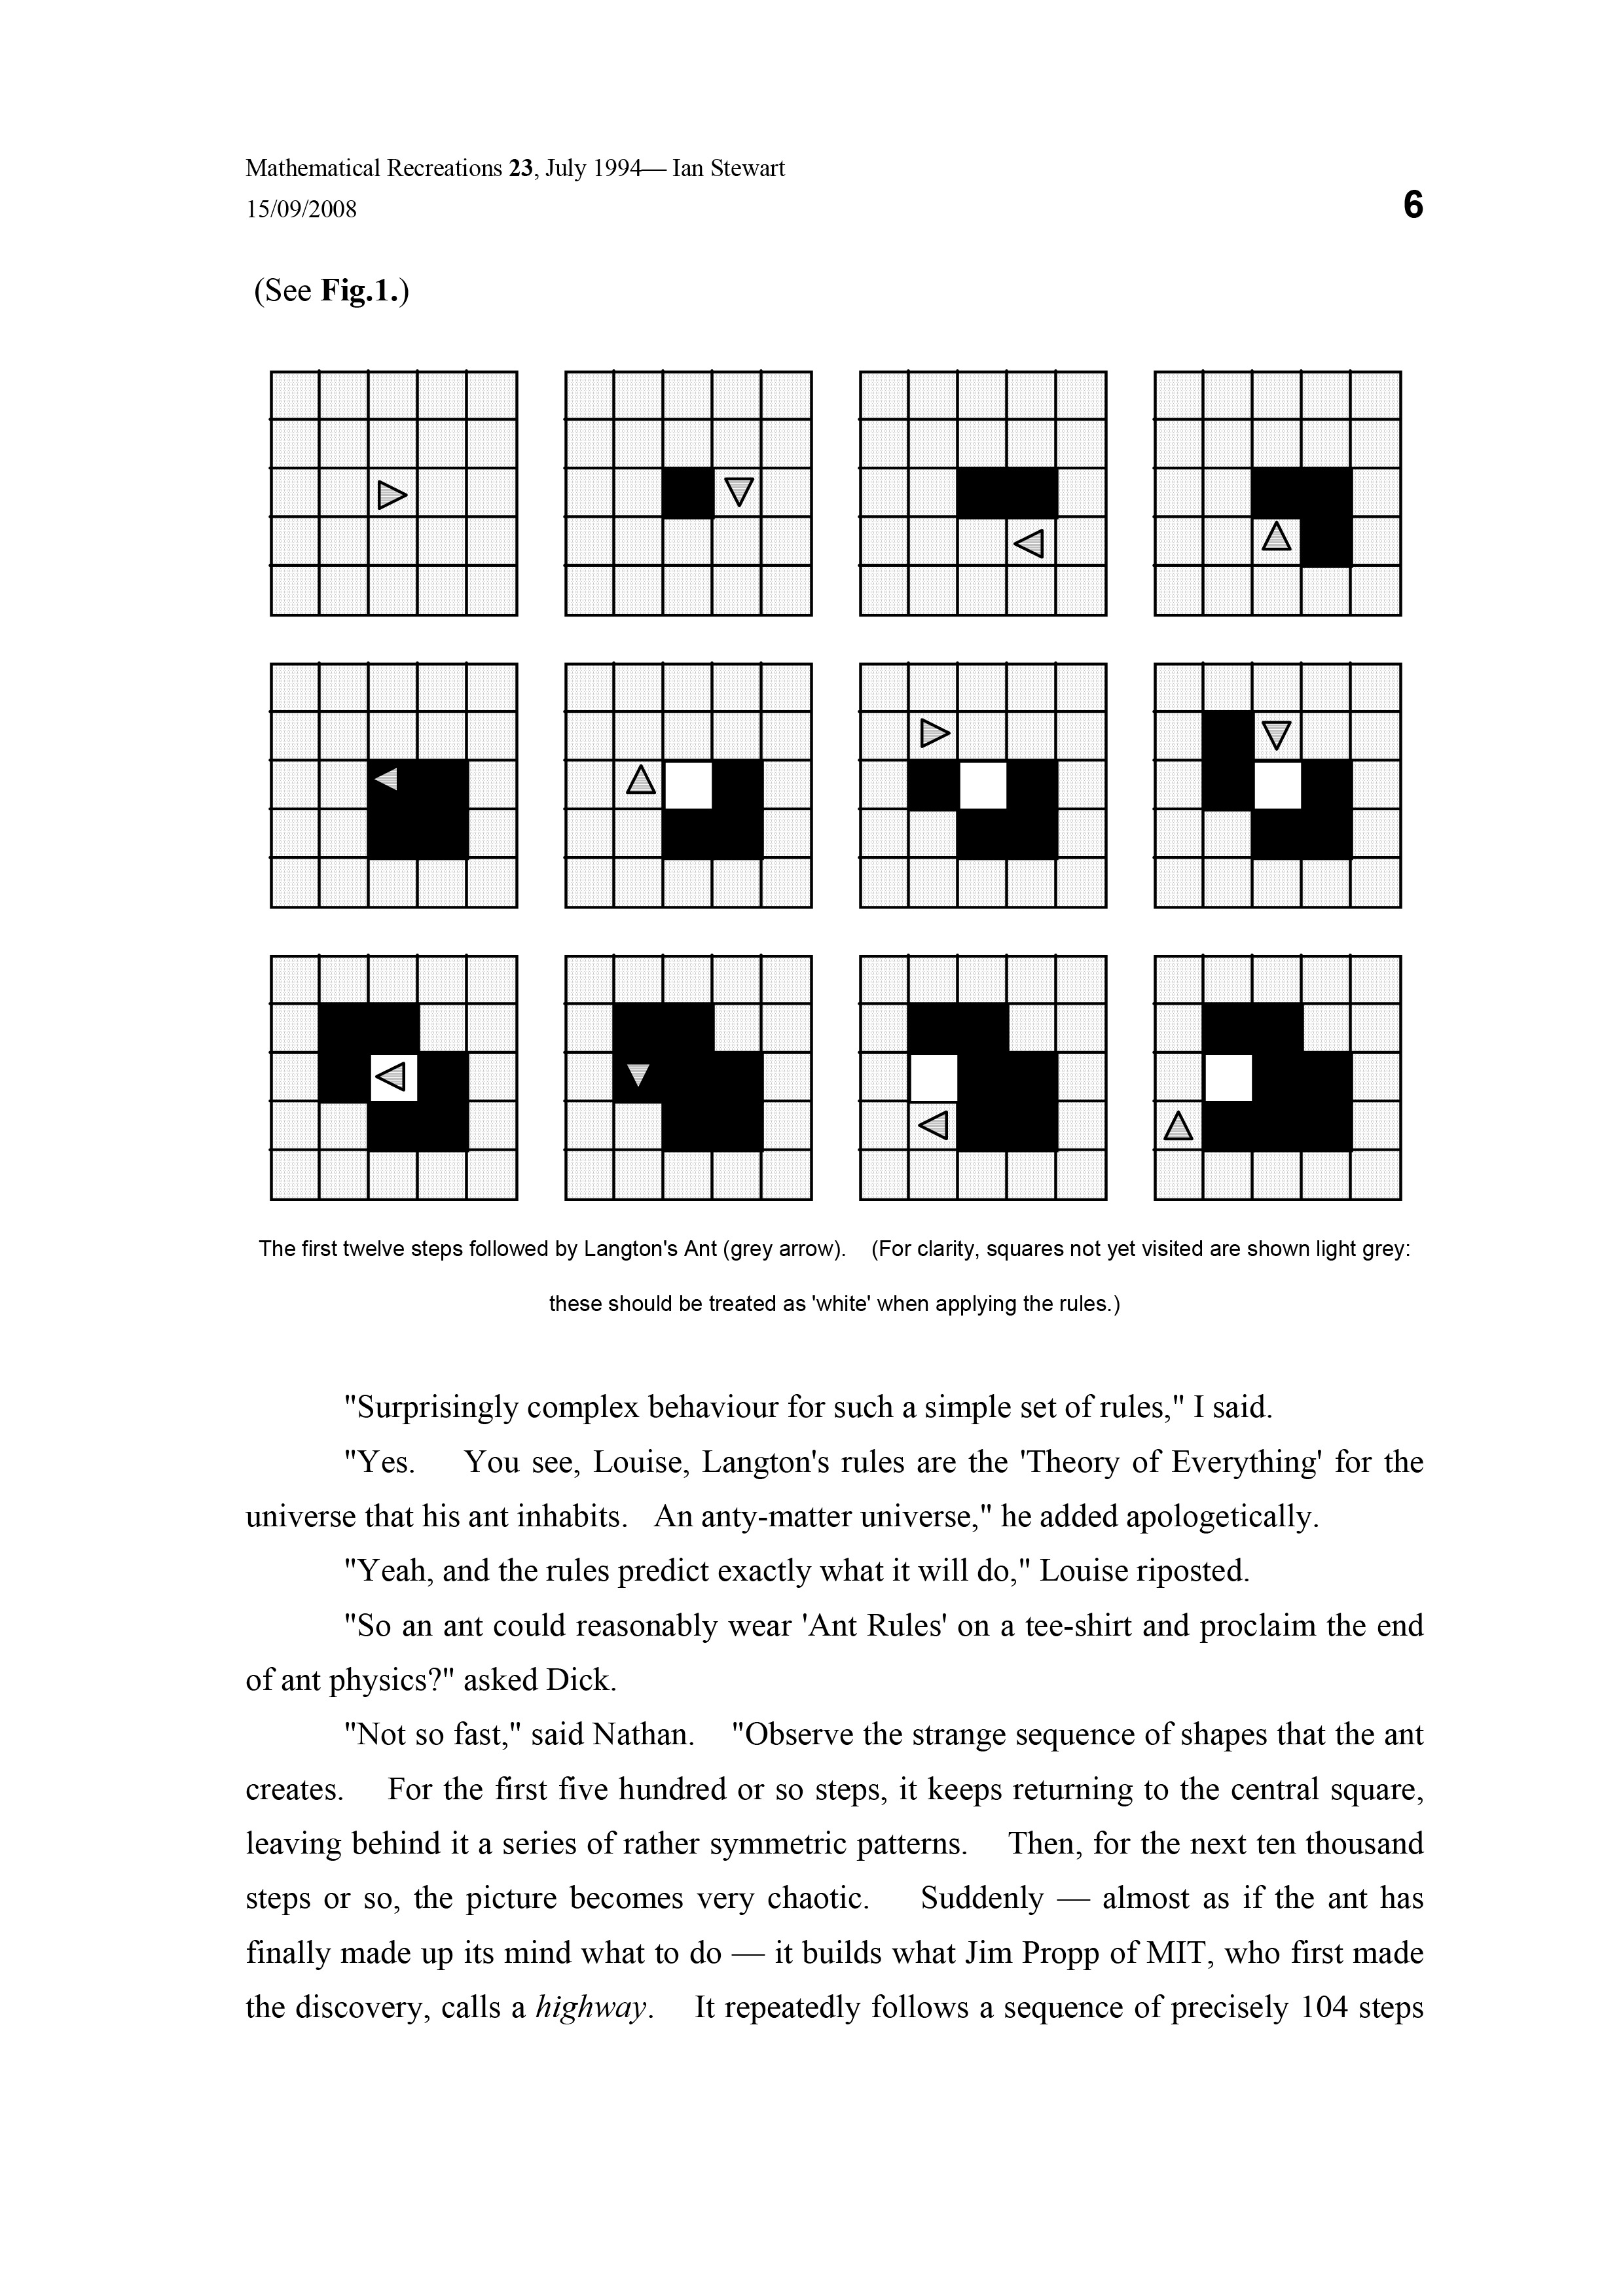 Mathematical Recreations 23, July 1994— Ian Stewart
15/09/2008
6
(See Fig.1.)
The first twelve steps followed by Langton's Ant (grey arrow). (For clarity, squares not yet visited are shown light grey:
these should be treated as 'white' when applying the rules.)
"Surprisingly complex behaviour for such a simple set of rules," I said.
"Yes. You see, Louise, Langton's rules are the 'Theory of Everything' for the
universe that his ant inhabits. An anty-matter universe," he added apologetically.
"Yeah, and the rules predict exactly what it will do," Louise riposted.
"So an ant could reasonably wear 'Ant Rules' on a tee-shirt and proclaim the end
of ant physics?" asked Dick.
"Not so fast," said Nathan. "Observe the strange sequence of shapes that the ant
creates. For the first five hundred or so steps, it keeps returning to the central square,
leaving behind it a series of rather symmetric patterns. Then, for the next ten thousand
steps or so, the picture becomes very chaotic. Suddenly — almost as if the ant has
finally made up its mind what to do — it builds what Jim Propp of MIT, who first made
the discovery, calls a highway. It repeatedly follows a sequence of precisely 104 steps